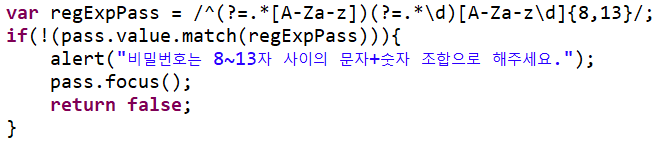 var regExpPass = /^(?=.*[A-Za-z])(?=.*\d)[A-Za-z\d]{8,13}/;
if(!(pass.value.match(regExpPass))){
    alert("비밀번호는 8~13자 사이의 문자+숫자 조합으로 해주세요.");
    pass.focus();
    return false;
}